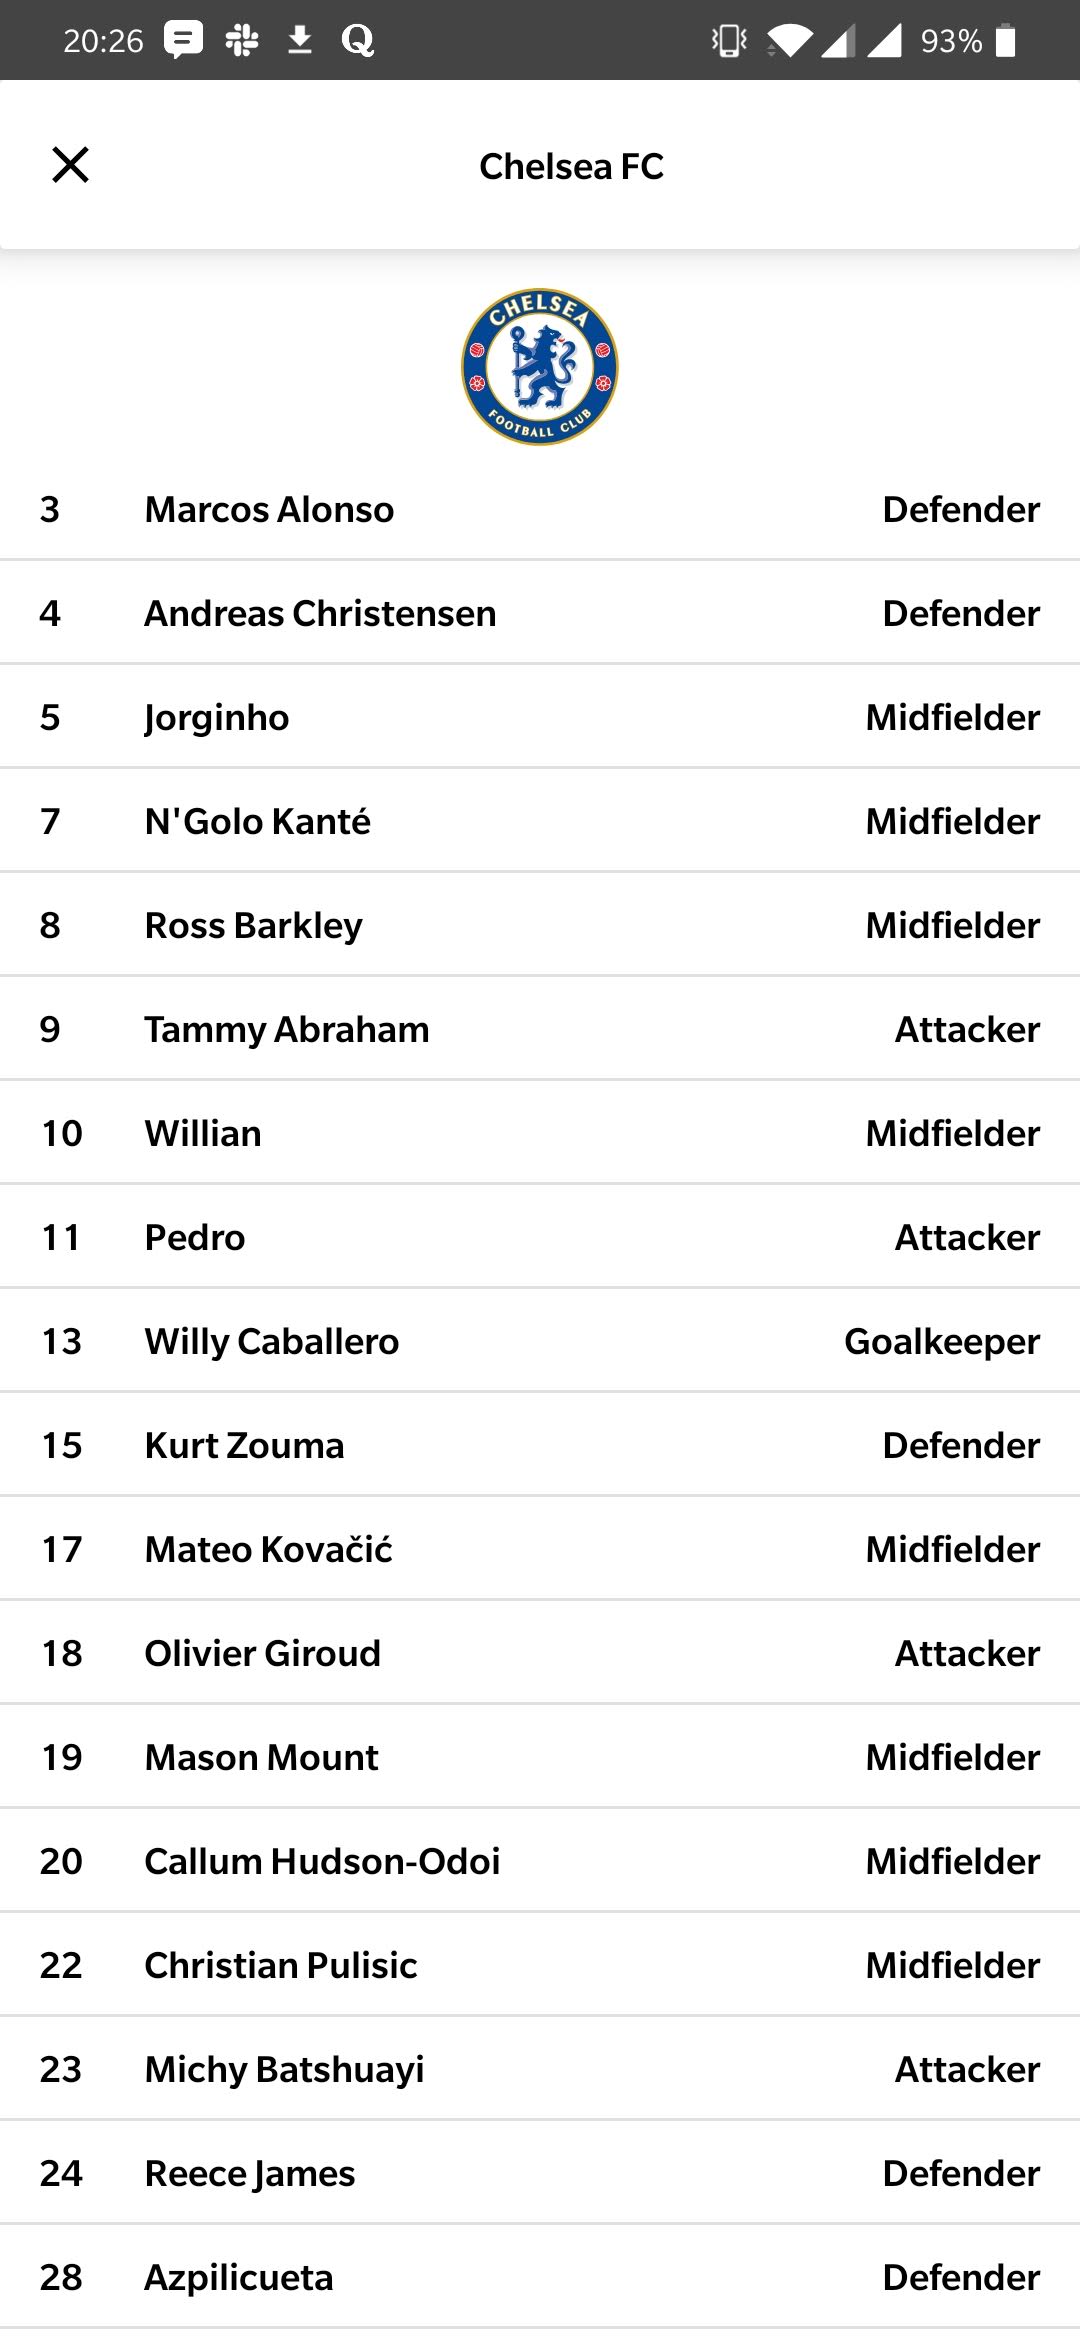 20:26 93%
Chelsea FC
CHELSEA
FOOTBALL CLUB
3 Marcos Alonso Defender
4 Andreas Christensen Defender
5 Jorginho Midfielder
7 N'Golo Kanté Midfielder
8 Ross Barkley Midfielder
9 Tammy Abraham Attacker
10 Willian Midfielder
11 Pedro Attacker
13 Willy Caballero Goalkeeper
15 Kurt Zouma Defender
17 Mateo Kovačić Midfielder
18 Olivier Giroud Attacker
19 Mason Mount Midfielder
20 Callum Hudson-Odoi Midfielder
22 Christian Pulisic Midfielder
23 Michy Batshuayi Attacker
24 Reece James Defender
28 Azpilicueta Defender